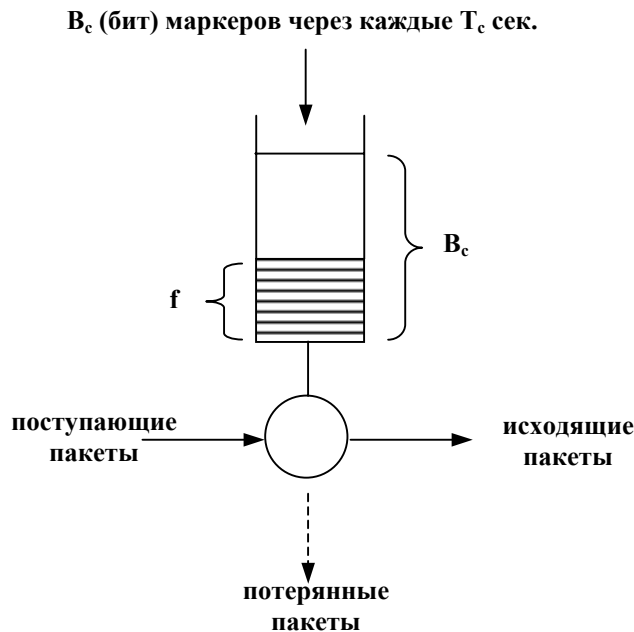 Bc (бит) маркеров через каждые Tc сек.
Bc
f
поступающие
пакеты
исходящие
пакеты
потерянные
пакеты